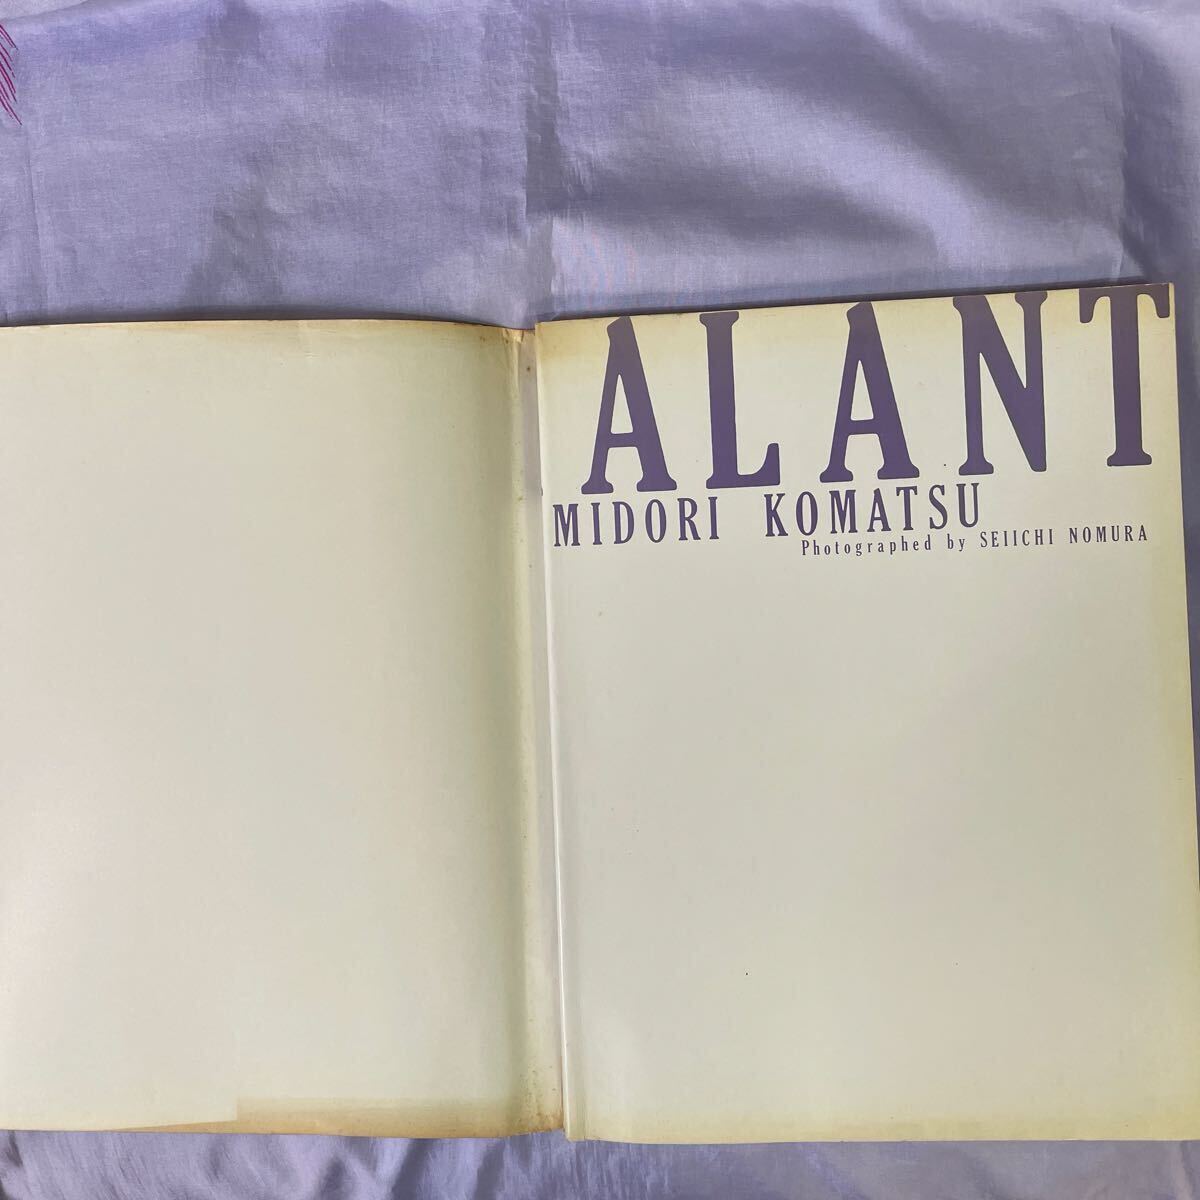 ALANT
MIDORI KOMATSU
Photographed by SEIICHI NOMURA